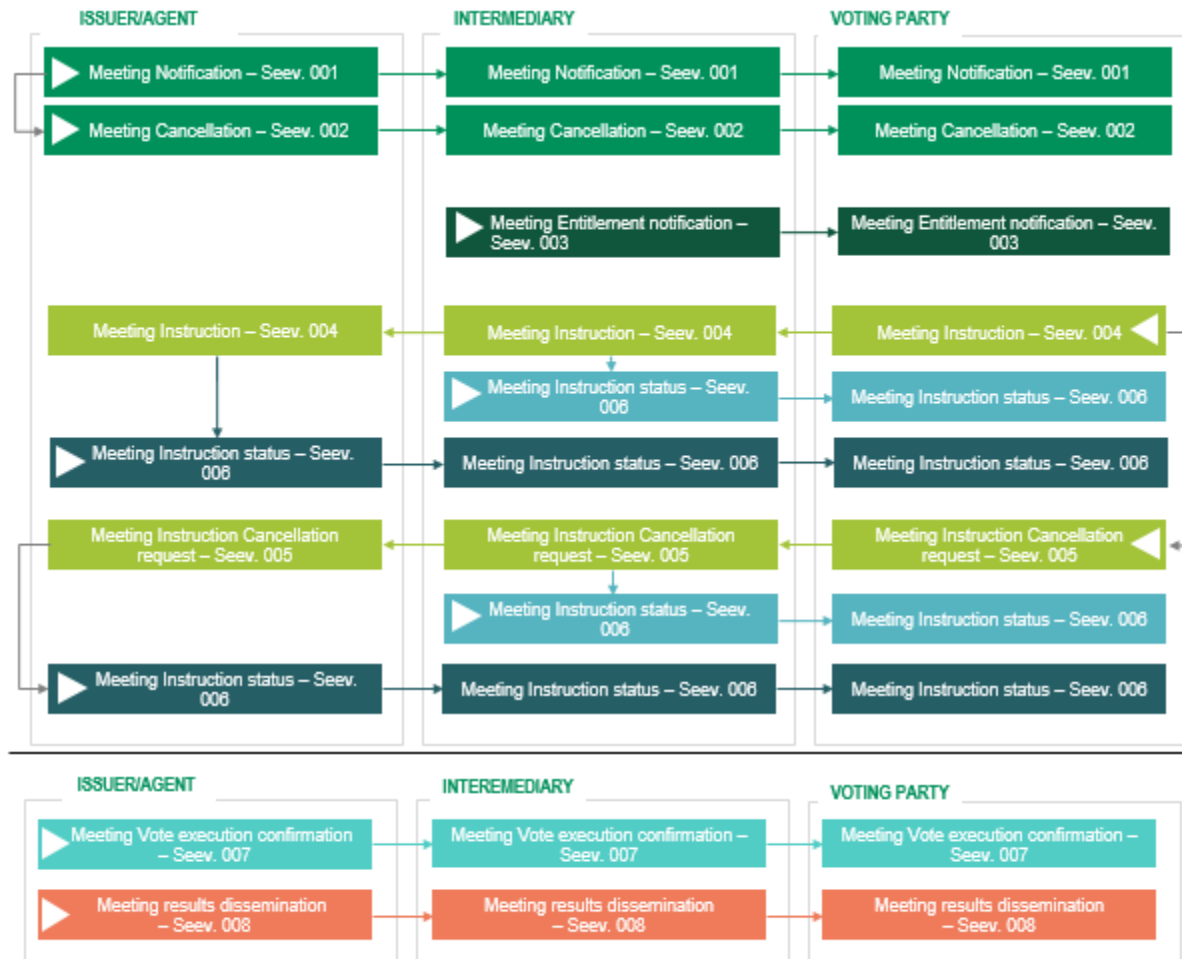 ISSUER/AGENT
INTERMEDIARY
VOTING PARTY
Meeting Notification – Seev. 001
Meeting Notification – Seev. 001
Meeting Notification – Seev. 001
Meeting Cancellation – Seev. 002
Meeting Cancellation – Seev. 002
Meeting Cancellation – Seev. 002
Meeting Entitlement notification –
Seev. 003
Meeting Entitlement notification – Seev.
003
Meeting Instruction – Seev. 004
Meeting Instruction – Seev. 004
Meeting Instruction – Seev. 004
Meeting Instruction status – Seev.
006
Meeting Instruction status – Seev. 006
Meeting Instruction status – Seev.
006
Meeting Instruction status – Seev. 006
Meeting Instruction status – Seev. 006
Meeting Instruction Cancellation
request – Seev. 005
Meeting Instruction Cancellation
request – Seev. 005
Meeting Instruction Cancellation
request – Seev. 005
Meeting Instruction status – Seev.
006
Meeting Instruction status – Seev. 006
Meeting Instruction status – Seev.
006
Meeting Instruction status – Seev. 006
Meeting Instruction status – Seev. 006
ISSUER/AGENT
INTEREMEDIARY
VOTING PARTY
Meeting Vote execution confirmation
– Seev. 007
Meeting Vote execution confirmation –
Seev. 007
Meeting Vote execution confirmation –
Seev. 007
Meeting results dissemination
– Seev. 008
Meeting results dissemination
– Seev. 008
Meeting results dissemination
– Seev. 008